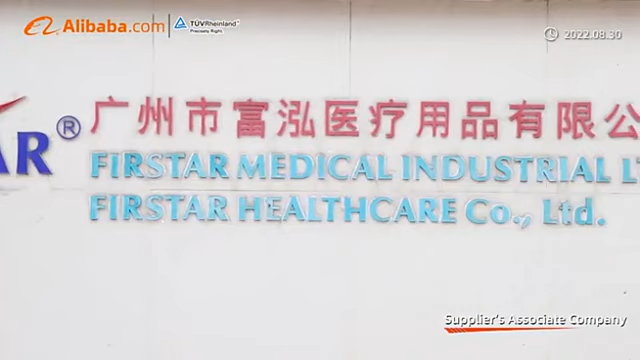 Alibaba.com
TÜVRheinland
Precisely Right.
2022.08.30
AR ®
广州市富泓医疗用品有限公
FIRSTAR MEDICAL INDUSTRIAL L
FIRSTAR HEALTHCARE Co., Ltd.
Supplier's Associate Company